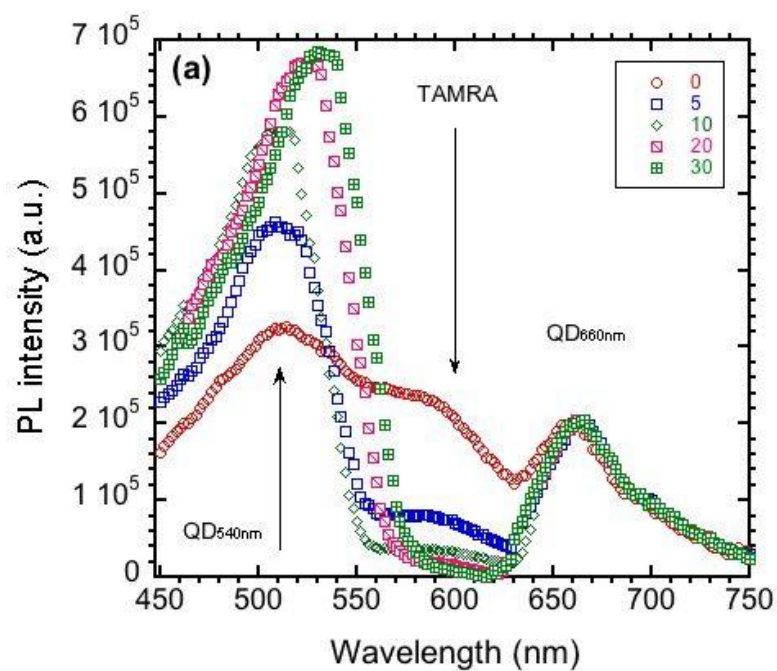 (a)
7 10⁵
6 10⁵
5 10⁵
4 10⁵
3 10⁵
2 10⁵
1 10⁵
0
PL intensity (a.u.)
TAMRA
0
5
10
20
30
QD660nm
QD540nm
450 500 550 600 650 700 750
Wavelength (nm)